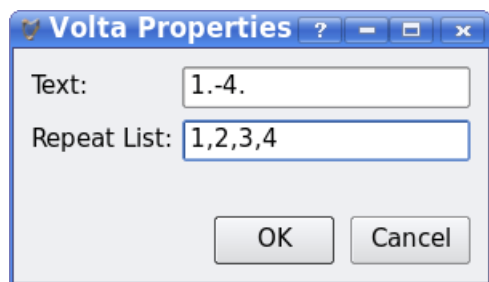 Volta Properties
Text: 1.-4.
Repeat List: 1,2,3,4
OK Cancel